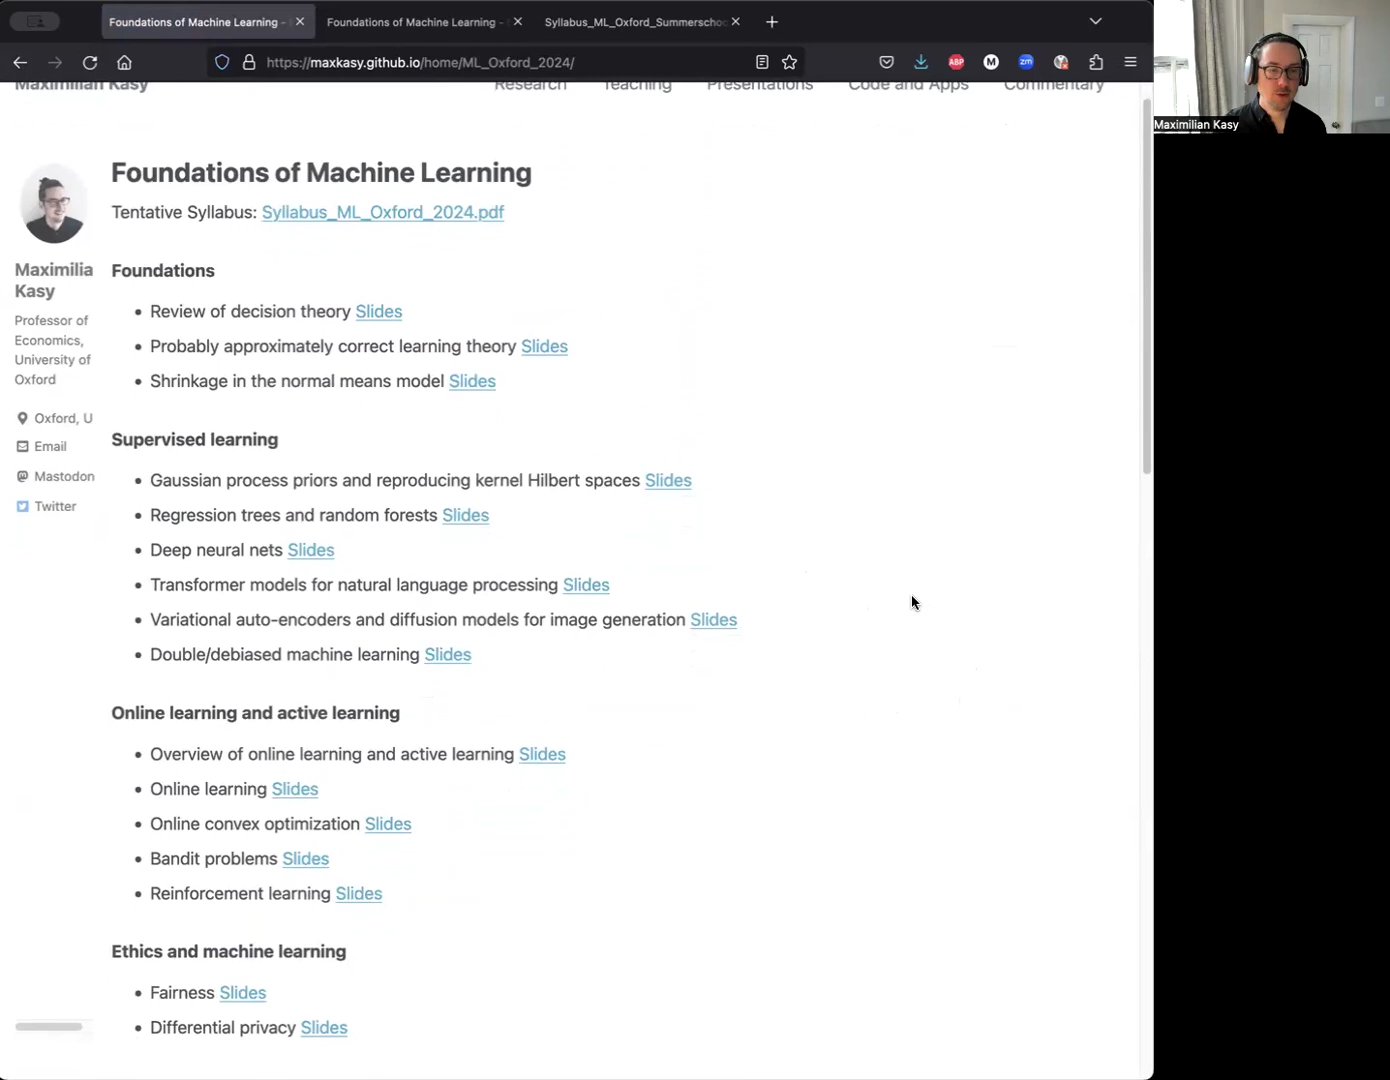 Foundations of Machine Learning -
Foundations of Machine Learning -
Syllabus_ML_Oxford_Summerschoo
https://maxkasy.github.io/home/ML_Oxford_2024/
ABP
M
zm
Maximilian Kasy
Research
Teaching
Presentations
Code and Apps
Commentary
Maximilian Kasy
Foundations of Machine Learning
Tentative Syllabus: Syllabus_ML_Oxford_2024.pdf
Maximilia
Kasy
Professor of
Economics,
University of
Oxford
Oxford, U
Email
Mastodon
Twitter
Foundations
• Review of decision theory Slides
• Probably approximately correct learning theory Slides
• Shrinkage in the normal means model Slides
Supervised learning
• Gaussian process priors and reproducing kernel Hilbert spaces Slides
• Regression trees and random forests Slides
• Deep neural nets Slides
• Transformer models for natural language processing Slides
• Variational auto-encoders and diffusion models for image generation Slides
• Double/debiased machine learning Slides
Online learning and active learning
• Overview of online learning and active learning Slides
• Online learning Slides
• Online convex optimization Slides
• Bandit problems Slides
• Reinforcement learning Slides
Ethics and machine learning
• Fairness Slides
• Differential privacy Slides